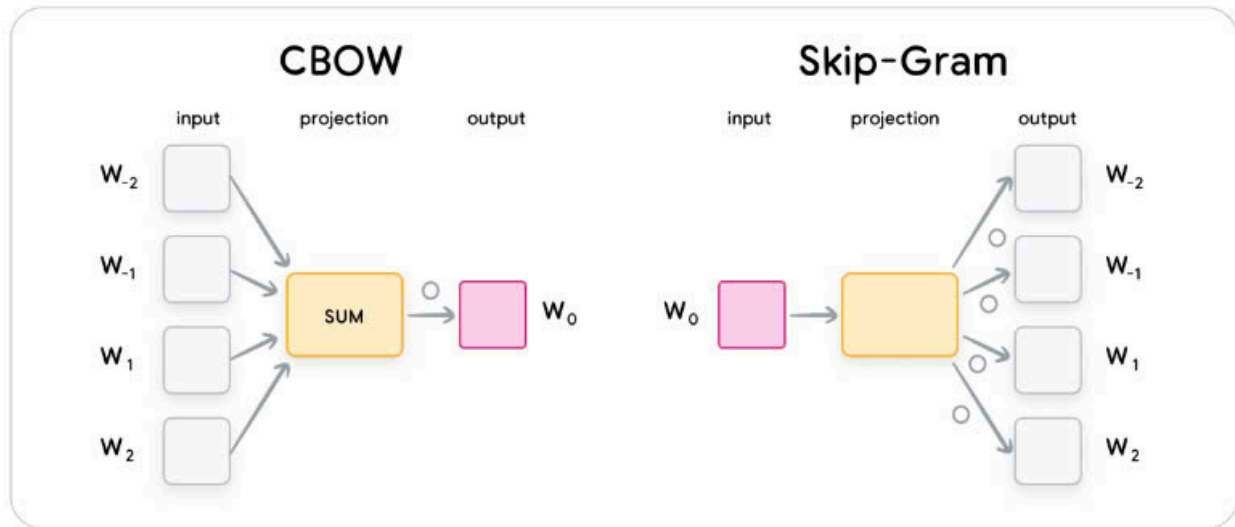 CBOW
input projection output
W-2
W-1
W1
W2
SUM
W0
Skip-Gram
input projection output
W0
W-2
W-1
W1
W2